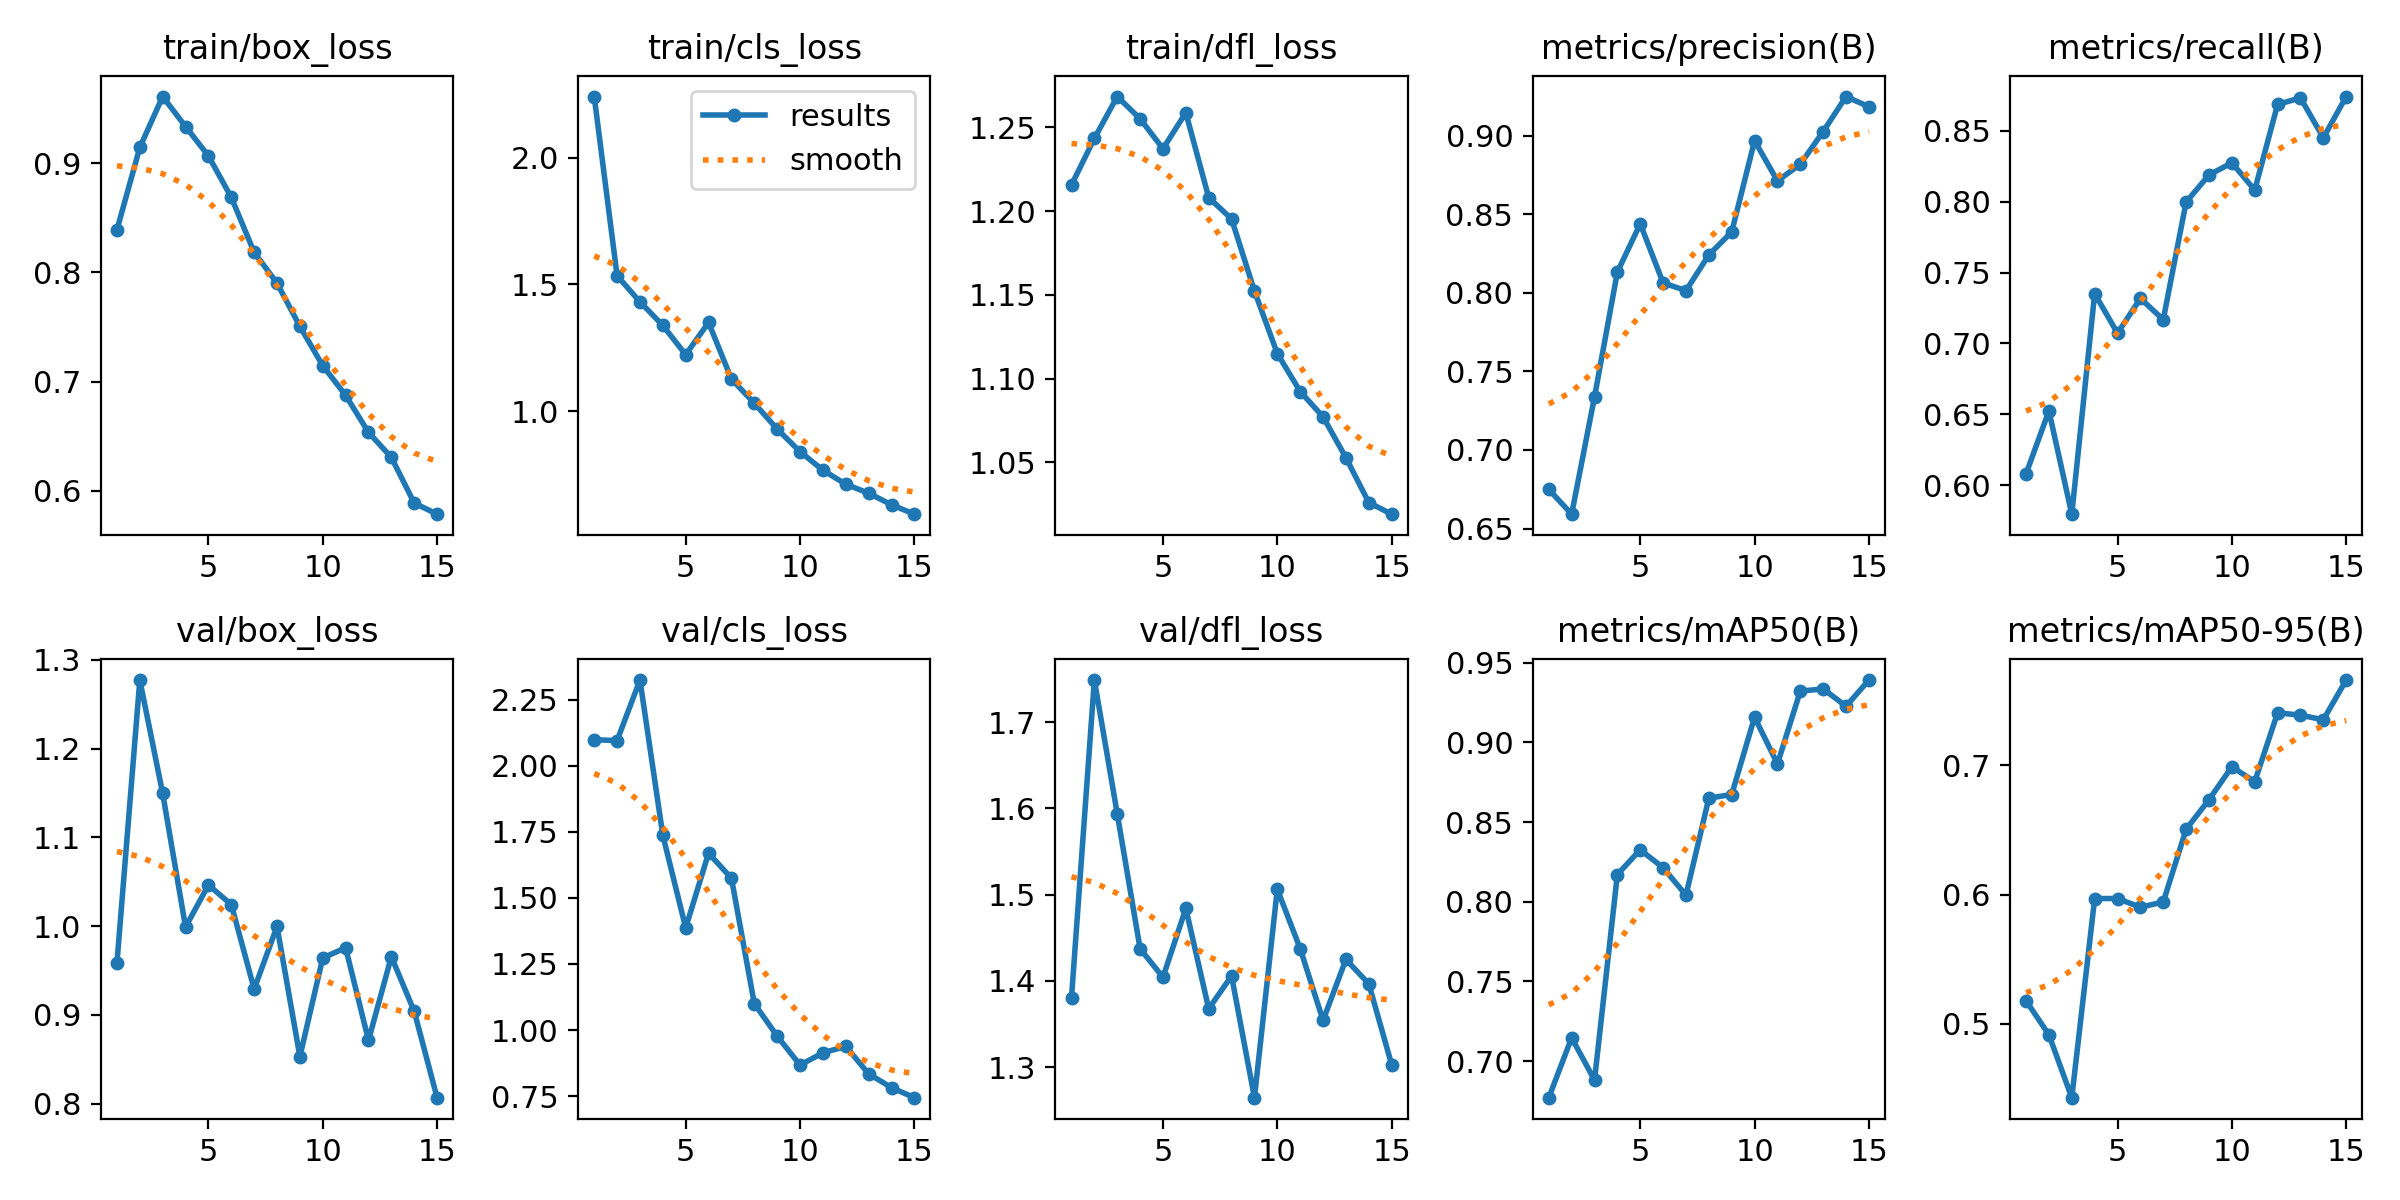 train/box_loss
0.9
0.8
0.7
0.6
5 10 15
train/cls_loss
results
smooth
2.0
1.5
1.0
5 10 15
train/dfl_loss
1.25
1.20
1.15
1.10
1.05
5 10 15
metrics/precision(B)
0.90
0.85
0.80
0.75
0.70
0.65
5 10 15
metrics/recall(B)
0.85
0.80
0.75
0.70
0.65
0.60
5 10 15
val/box_loss
1.3
1.2
1.1
1.0
0.9
0.8
5 10 15
val/cls_loss
2.25
2.00
1.75
1.50
1.25
1.00
0.75
5 10 15
val/dfl_loss
1.7
1.6
1.5
1.4
1.3
5 10 15
metrics/mAP50(B)
0.95
0.90
0.85
0.80
0.75
0.70
5 10 15
metrics/mAP50-95(B)
0.7
0.6
0.5
5 10 15